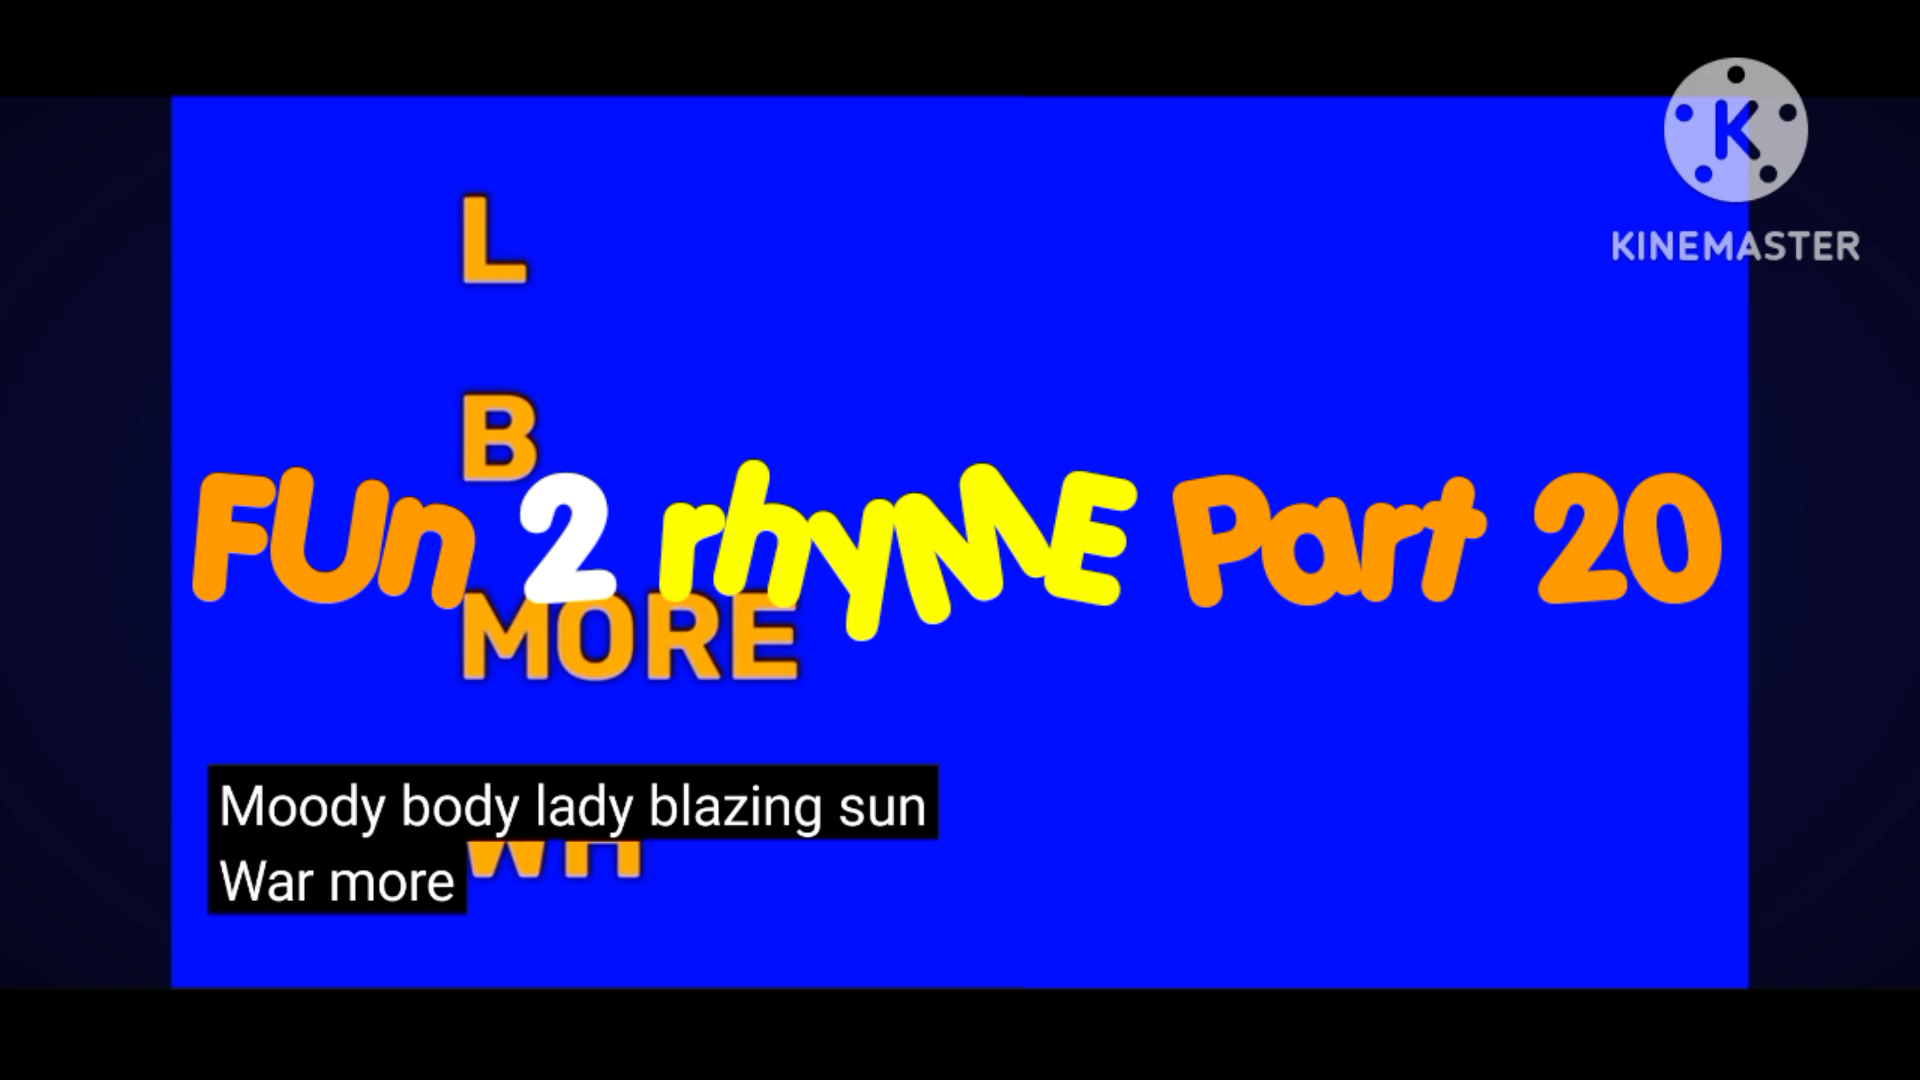 K
KINEMASTER
L
B
FUn 2 rhyME Part 20
MORE
Moody body lady blazing sun
War more